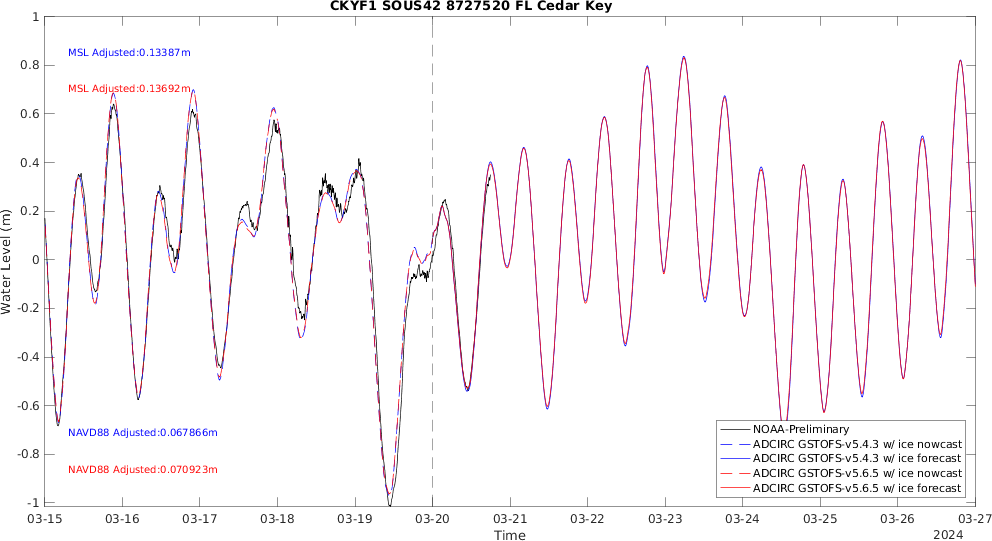 CKYF1 SOUS42 8727520 FL Cedar Key
1
0.8
0.6
0.4
0.2
0
-0.2
-0.4
-0.6
-0.8
-1
Water Level (m)
MSL Adjusted:0.13387m
MSL Adjusted:0.13692m
NAVD88 Adjusted:0.067866m
NAVD88 Adjusted:0.070923m
NOAA-Preliminary
ADCIRC GSTOFS-v5.4.3 w/ ice nowcast
ADCIRC GSTOFS-v5.4.3 w/ ice forecast
ADCIRC GSTOFS-v5.6.5 w/ ice nowcast
ADCIRC GSTOFS-v5.6.5 w/ ice forecast
03-15 03-16 03-17 03-18 03-19 03-20 03-21 03-22 03-23 03-24 03-25 03-26 03-27
Time
2024